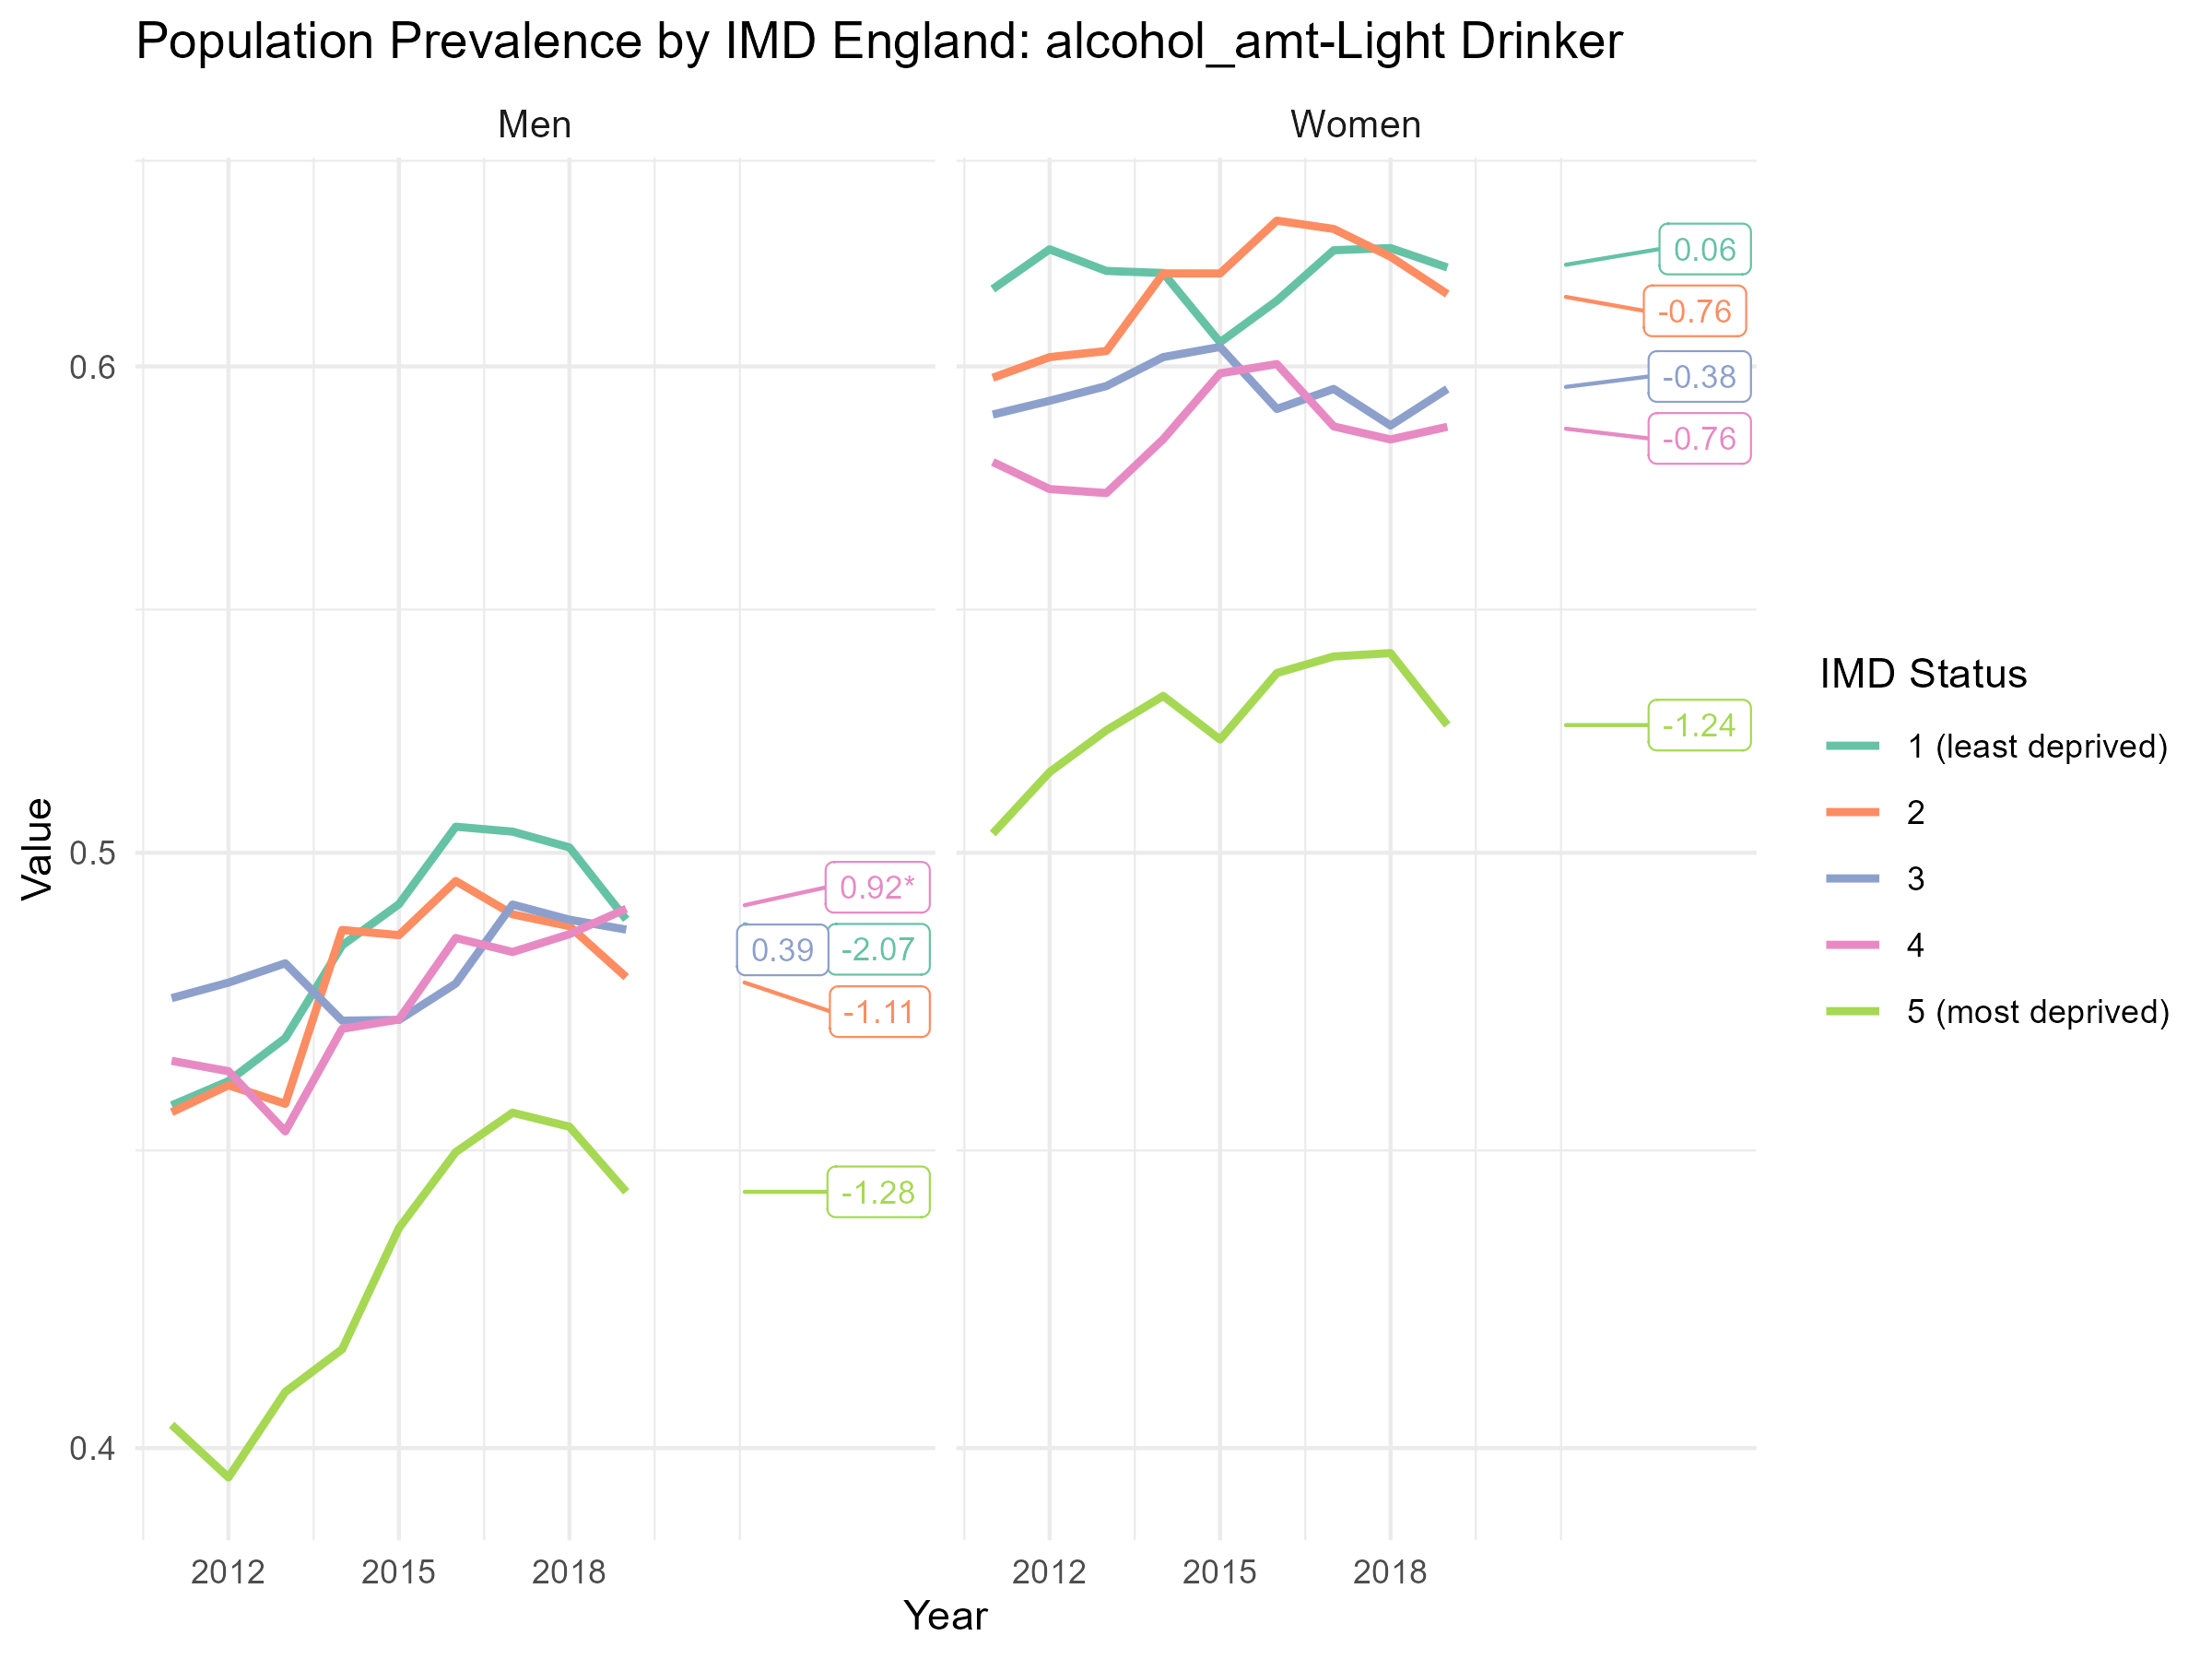 Population Prevalence by IMD England: alcohol_amt-Light Drinker
Men
Women
Value
0.6
0.5
0.4
0.92*
0.39
-2.07
-1.11
-1.28
0.06
-0.76
-0.38
-0.76
-1.24
2012
2015
2018
2012
2015
2018
Year
IMD Status
1 (least deprived)
2
3
4
5 (most deprived)